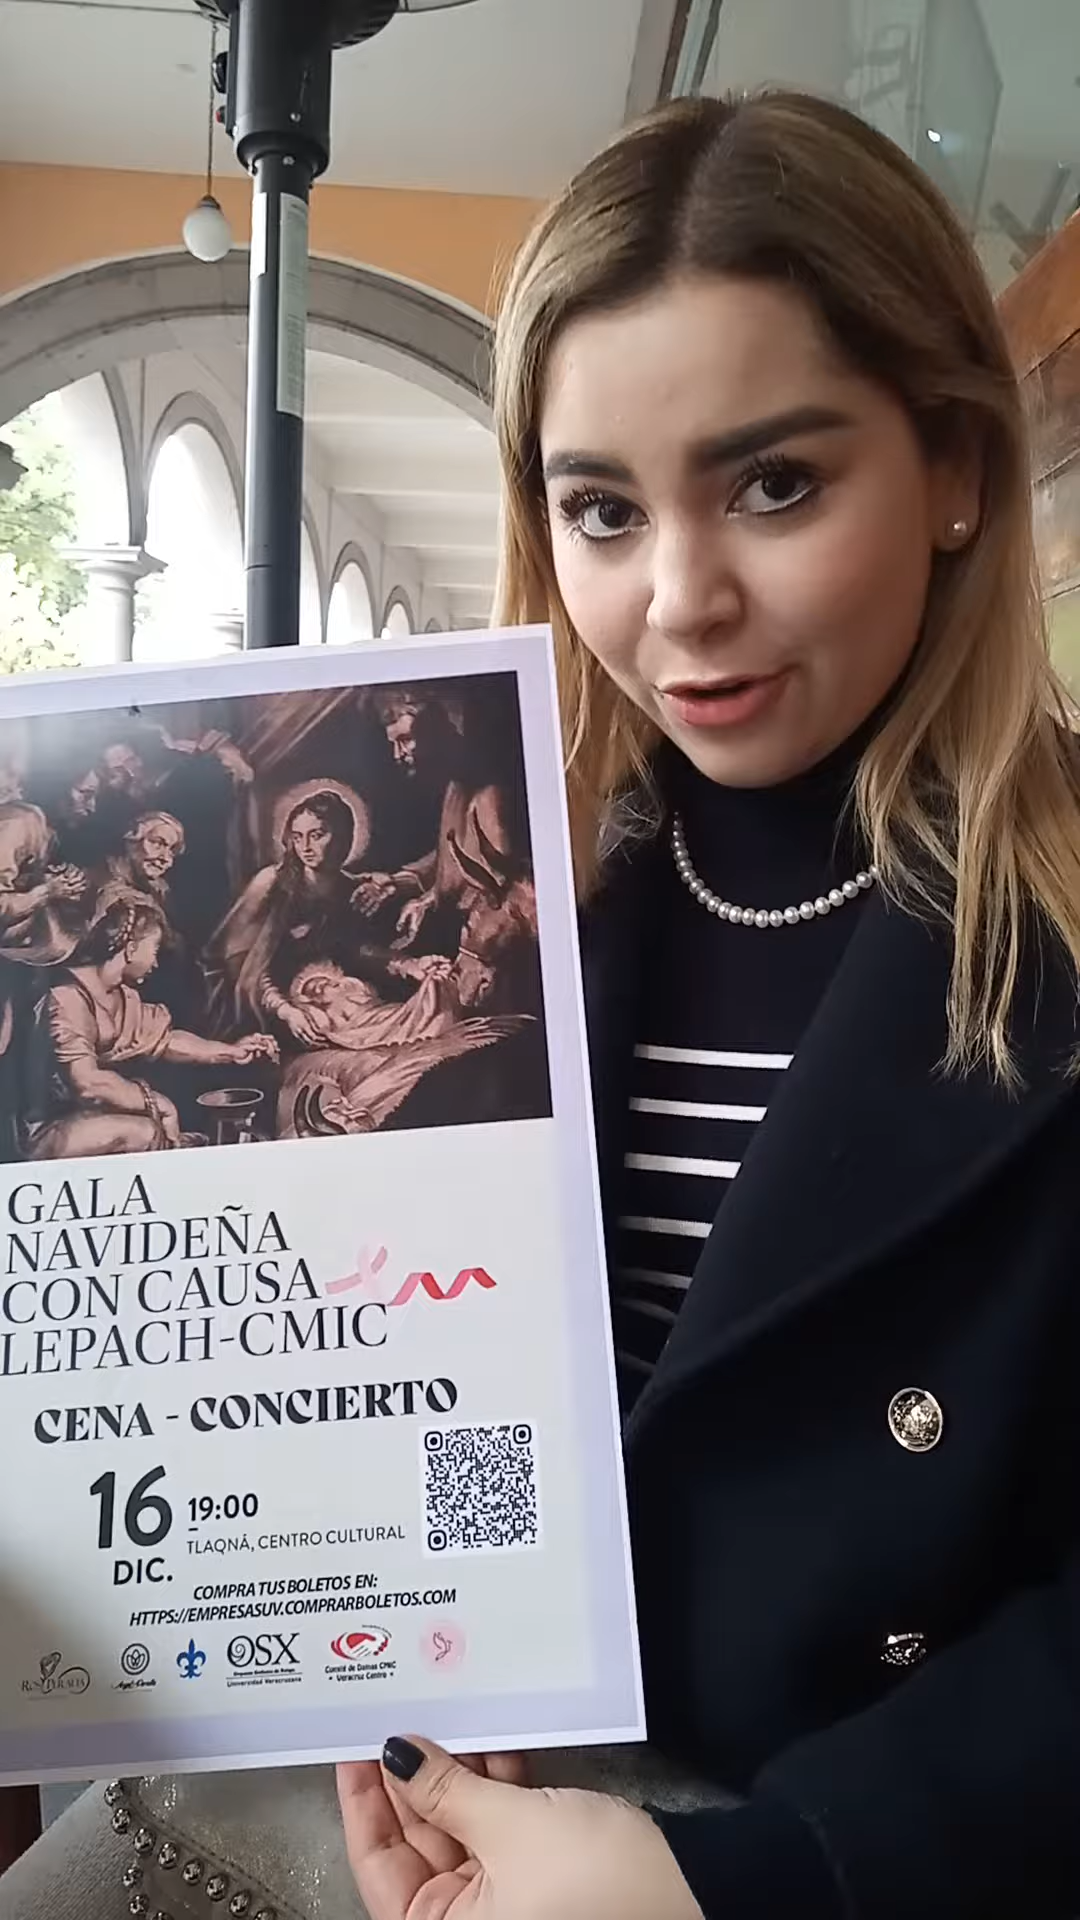 GALA
NAVIDEÑA
CON CAUSA
LEPACH-CMIC
CENA - CONCIERTO
16
DIC.
19:00
TLAQNÁ, CENTRO CULTURAL
COMPRA TUS BOLETOS EN:
HTTPS://EMPRESASUV.COMPRARBOLETOS.COM
OSX
Universidad Veracruzana
Comité de Damas CMIC
• Veracruz Centro •